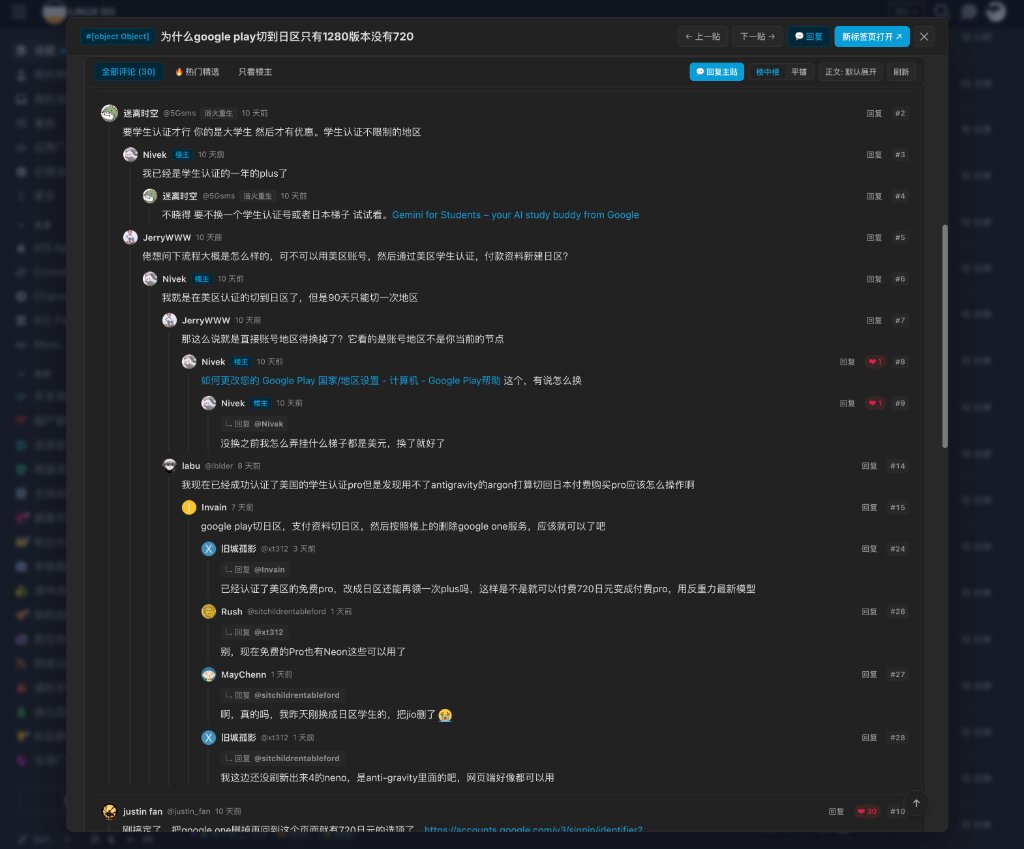 #[object Object] 为什么google play切到日区只有1280版本没有720 ← 上一贴 下一贴 → 回复 新标签页打开 ↗
全部评论 (30) 热门精选 只看楼主 回复主贴 楼中楼 平铺 正文: 默认展开 刷新
迷离时空 @5Gsms 浴火重生 10 天前 回复 #2
要学生认证才行 你的是大学生 然后才有优惠。学生认证不限制的地区
Nivek 楼主 10 天前 回复 #3
我已经是学生认证的一年的plus了
迷离时空 @5Gsms 浴火重生 10 天前 回复 #4
不晓得 要不换一个学生认证号或者日本梯子 试试看。Gemini for Students – your AI study buddy from Google
JerryWWW 10 天前 回复 #5
佬想问下流程大概是怎么样的，可不可以用美区账号，然后通过美区学生认证，付款资料新建日区?
Nivek 楼主 10 天前 回复 #6
我就是在美区认证的切到日区了，但是90天只能切一次地区
JerryWWW 10 天前 回复 #7
那这么说就是直接账号地区得换掉了？它看的是账号地区不是你当前的节点
Nivek 楼主 10 天前 回复 1 #8
如何更改您的 Google Play 国家/地区设置 - 计算机 - Google Play帮助 这个，有说怎么换
Nivek 楼主 10 天前 回复 1 #9
回复 @Nivek
没换之前我怎么弄挂什么梯子都是美元，换了就好了
labu @lblder 8 天前 回复 #14
我现在已经成功认证了美国的学生认证pro但是发现用不了antigravity的argon打算切回日本付费购买pro应该怎么操作啊
Invain 7 天前 回复 #15
google play切日区，支付资料切日区，然后按照楼上的删除google one服务，应该就可以了吧
旧城孤影 @xt312 3 天前 回复 #24
回复 @Invain
已经认证了美区的免费pro，改成日区还能再领一次plus吗，这样是不是就可以付费720日元变成付费pro，用反重力最新模型
Rush @sitchildrentableford 1 天前 回复 #26
回复 @xt312
别，现在免费的Pro也有Neon这些可以用了
MayChenn 1 天前 回复 #27
回复 @sitchildrentableford
啊，真的吗，我昨天刚换成日区学生的，把jio删了
旧城孤影 @xt312 1 天前 回复 #28
回复 @sitchildrentableford
我这边还没刷新出来4的neno，是anti-gravity里面的吧，网页端好像都可以用
justin fan @justin_fan 10 天前 回复 30 #10
刚搞定了，把google one删掉再回到这个页面就有720日元的选项了 https://accounts.google.com/v3/signin/identifier?